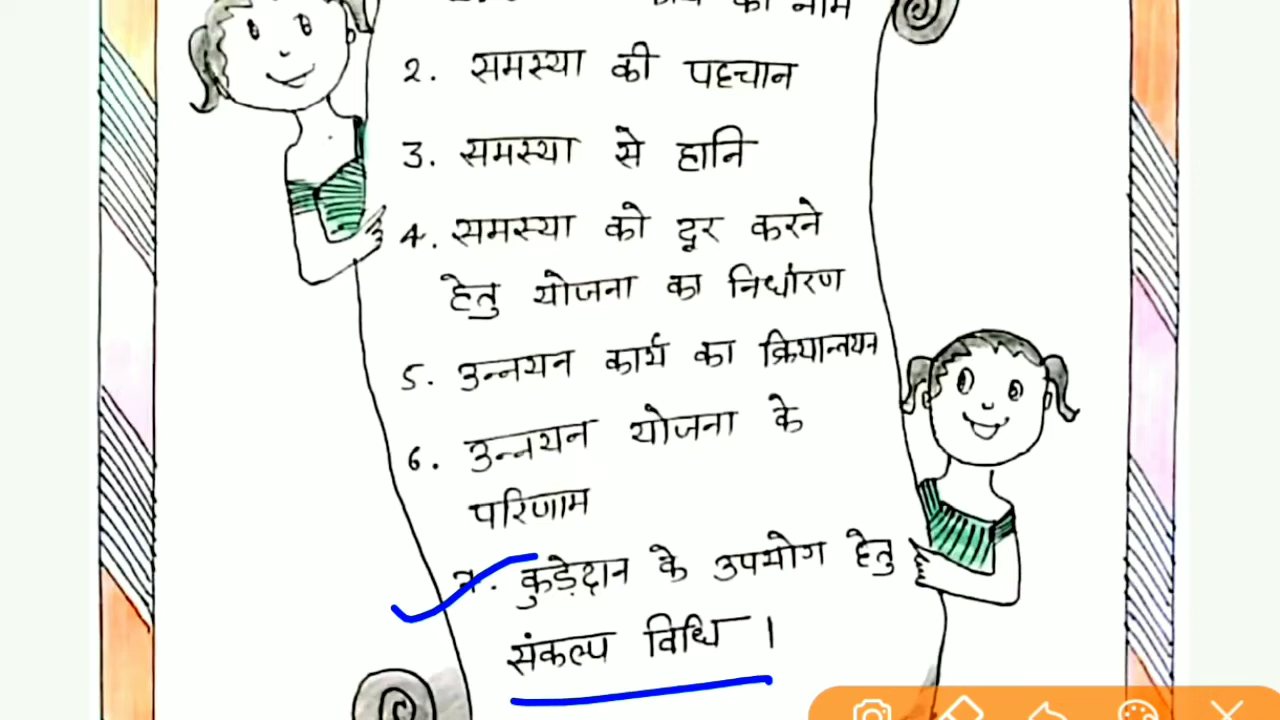 का नाम
2. समस्या की पहचान
3. समस्या से हानि
4. समस्या को दूर करने
हेतु योजना का निर्धारण
5. उन्नयन कार्य का क्रियान्वयन
6. उन्नयन योजना के
परिणाम
7. कुड़ेदान के उपयोग हेतु
संकल्प विधि ।